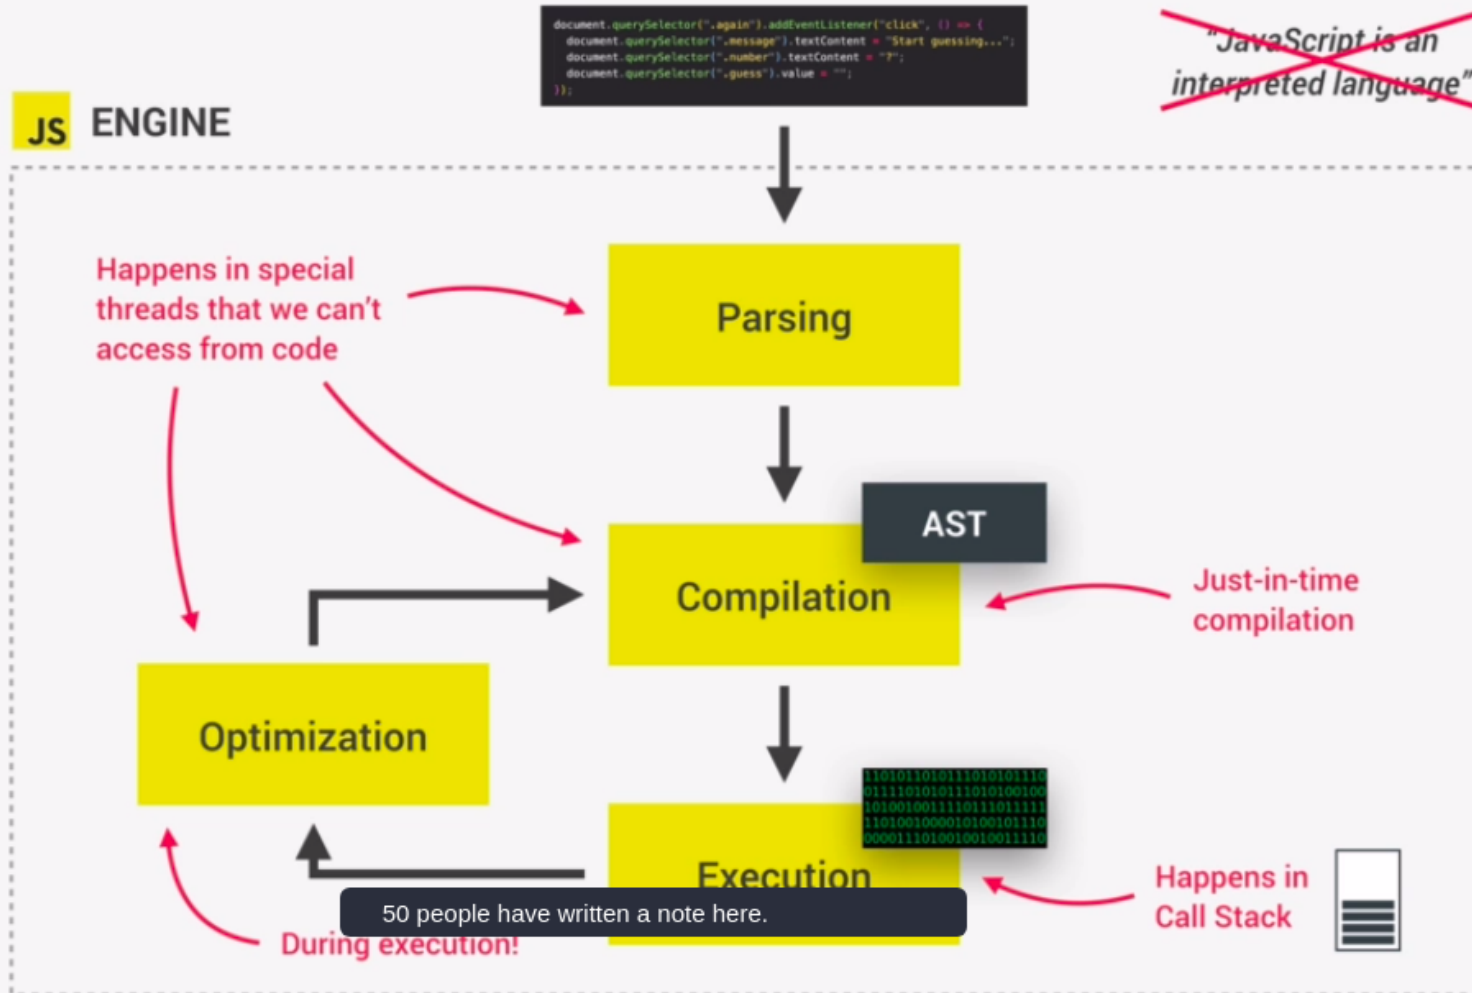 document.querySelector(".again").addEventListener("click", () => {
document.querySelector(".message").textContent = "Start guessing...";
document.querySelector(".number").textContent = "?";
document.querySelector(".guess").value = "";
});
"JavaScript is an
interpreted language"
JS ENGINE
Happens in special
threads that we can't
access from code
Parsing
AST
Compilation
Just-in-time
compilation
Optimization
Execution
Happens in
Call Stack
50 people have written a note here.
During execution!